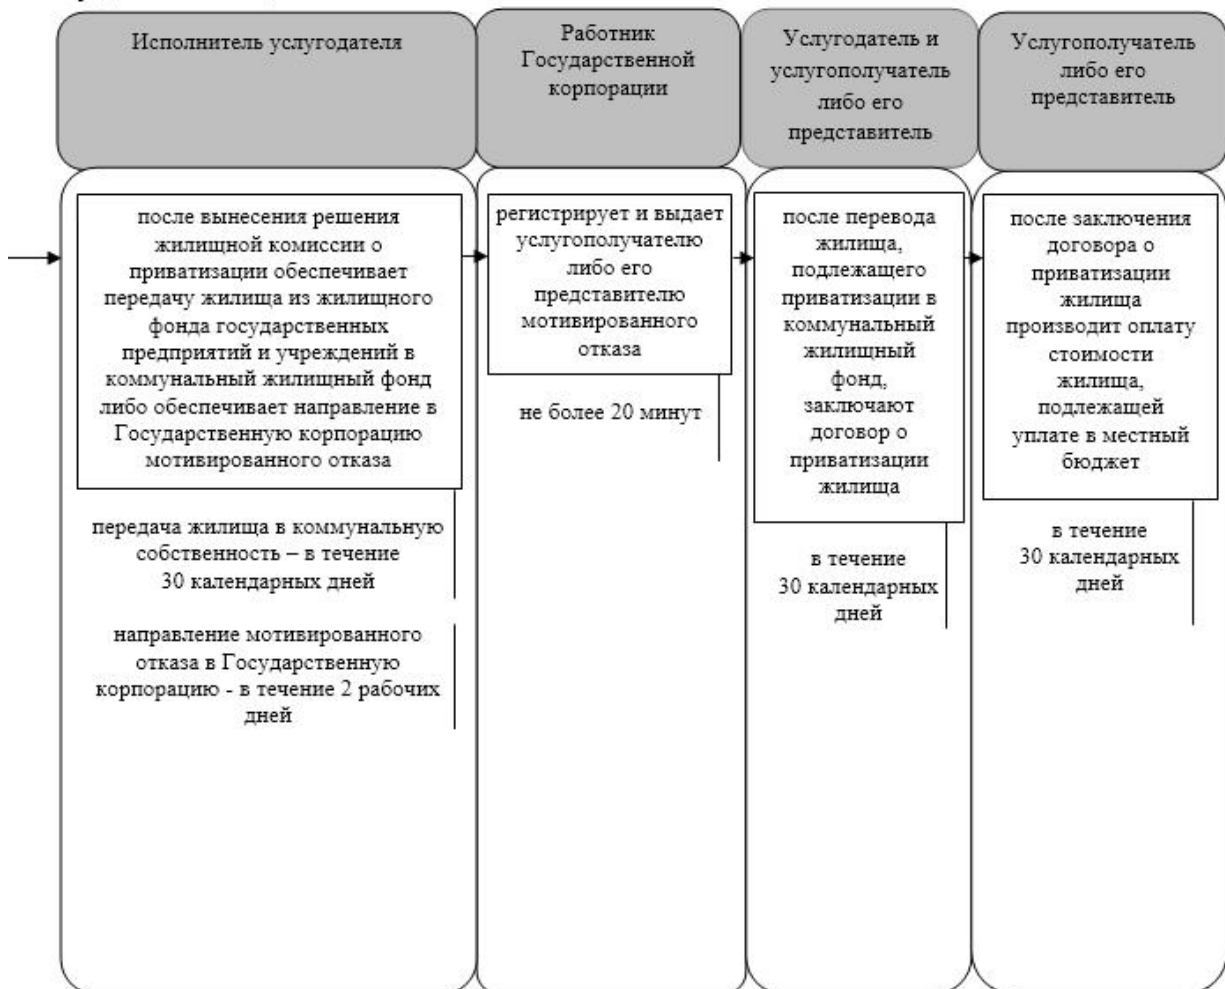 Исполнитель услугодателя
Работник
Государственной
корпорации
Услугодатель и
услугополучатель
либо его
представитель
Услугополучатель
либо его
представитель
после вынесения решения
жилищной комиссии о
приватизации обеспечивает
передачу жилища из жилищного
фонда государственных
предприятий и учреждений в
коммунальный жилищный фонд
либо обеспечивает направление в
Государственную корпорацию
мотивированного отказа
передача жилища в коммунальную
собственность – в течение
30 календарных дней
направление мотивированного
отказа в Государственную
корпорацию - в течение 2 рабочих
дней
регистрирует и выдает
услугополучателю
либо его
представителю
мотивированного
отказа
не более 20 минут
после перевода
жилища,
подлежащего
приватизации в
коммунальный
жилищный
фонд,
заключают
договор о
приватизации
жилища
в течение
30 календарных
дней
после заключения
договора о
приватизации
жилища
производит оплату
стоимости
жилища,
подлежащей
уплате в местный
бюджет
в течение
30 календарных
дней